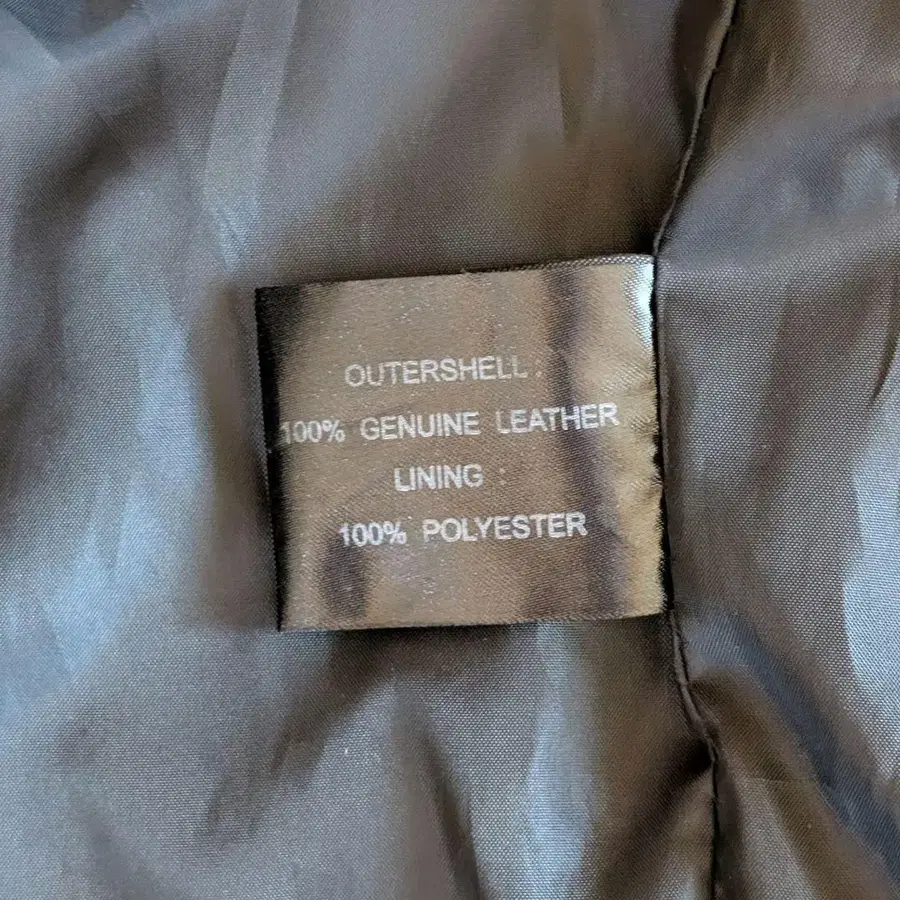 OUTERSHELL :
100% GENUINE LEATHER
LINING :
100% POLYESTER